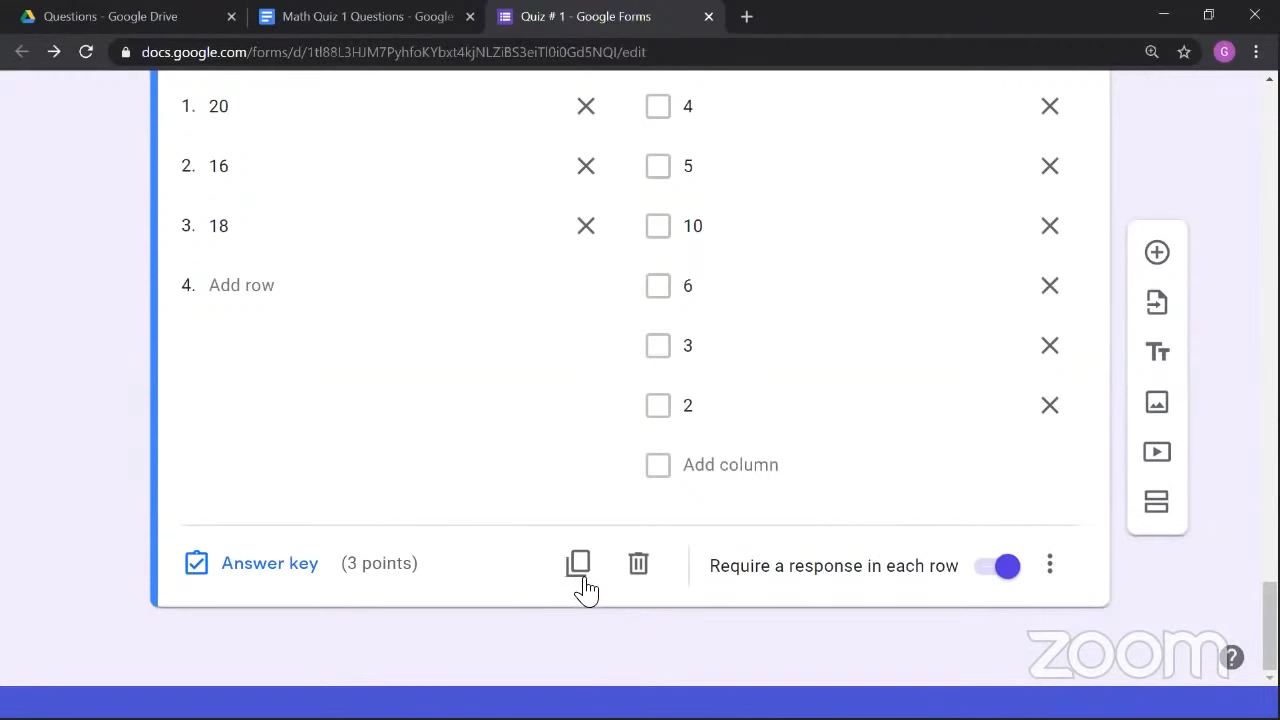 Questions - Google Drive
Math Quiz 1 Questions - Google
Quiz # 1 - Google Forms
docs.google.com/forms/d/1tl88L3HJM7PyhfoKYbxt4kjNLZiBS3eiTl0i0Gd5NQI/edit
G
1. 20
4
2. 16
5
3. 18
10
4. Add row
6
3
2
Add column
Answer key (3 points)
Require a response in each row
zoom